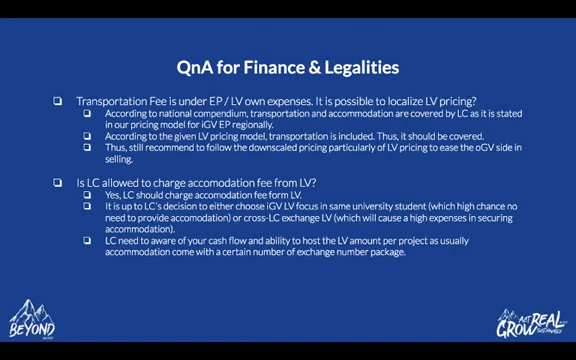 QnA for Finance & Legalities
Transportation Fee is under EP / LV own expenses. It is possible to localize LV pricing?
According to national compendium, transportation and accommodation are covered by LC as it is stated
in our pricing model for iGV EP regionally.
According to the given LV pricing model, transportation is included. Thus, it should be covered.
Thus, still recommend to follow the downscaled pricing particularly of LV pricing to ease the oGV side in
selling.
Is LC allowed to charge accomodation fee from LV?
Yes, LC should charge accomodation fee form LV.
It is up to LC's decision to either choose iGV LV focus in same university student (which high chance no
need to provide accomodation) or cross-LC exchange LV (which will cause a high expenses in securing
accommodation).
LC need to aware of your cash flow and ability to host the LV amount per project as usually
accommodation come with a certain number of exchange number package.
BEYOND
ACT REAL
GROW